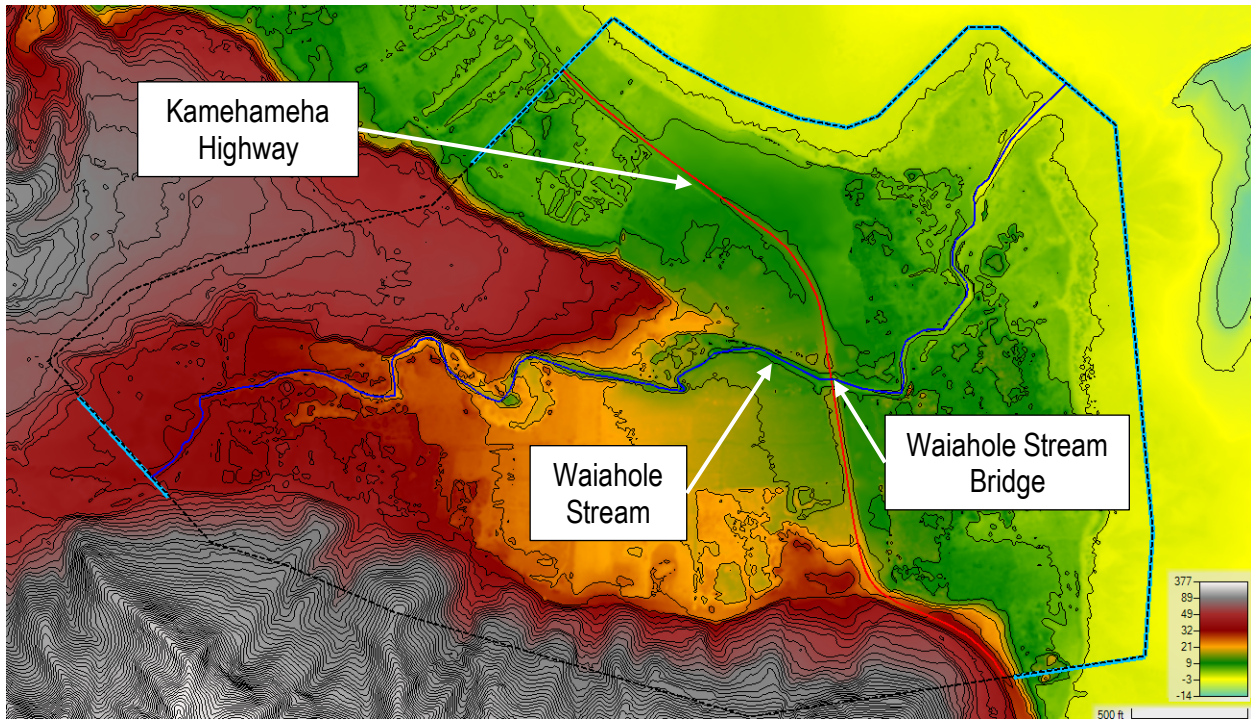 Kamehameha
Highway
Waiahole
Stream
Waiahole Stream
Bridge
377
89
49
32
21
9
-3
-14
500 ft